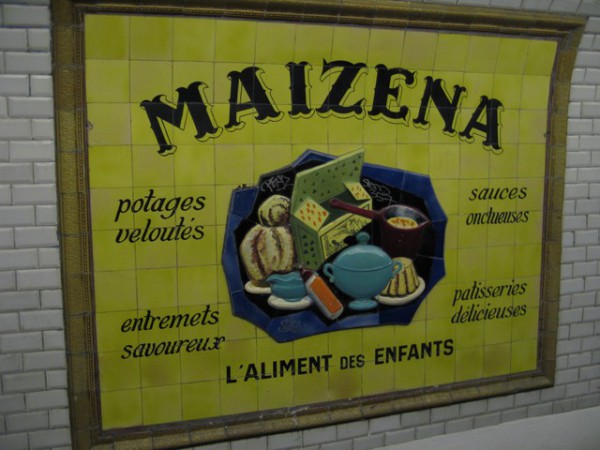 MAIZENA
potages
veloutés
sauces
onctueuses
entremets
savoureux
patisseries
délicieuses
L'ALIMENT DES ENFANTS